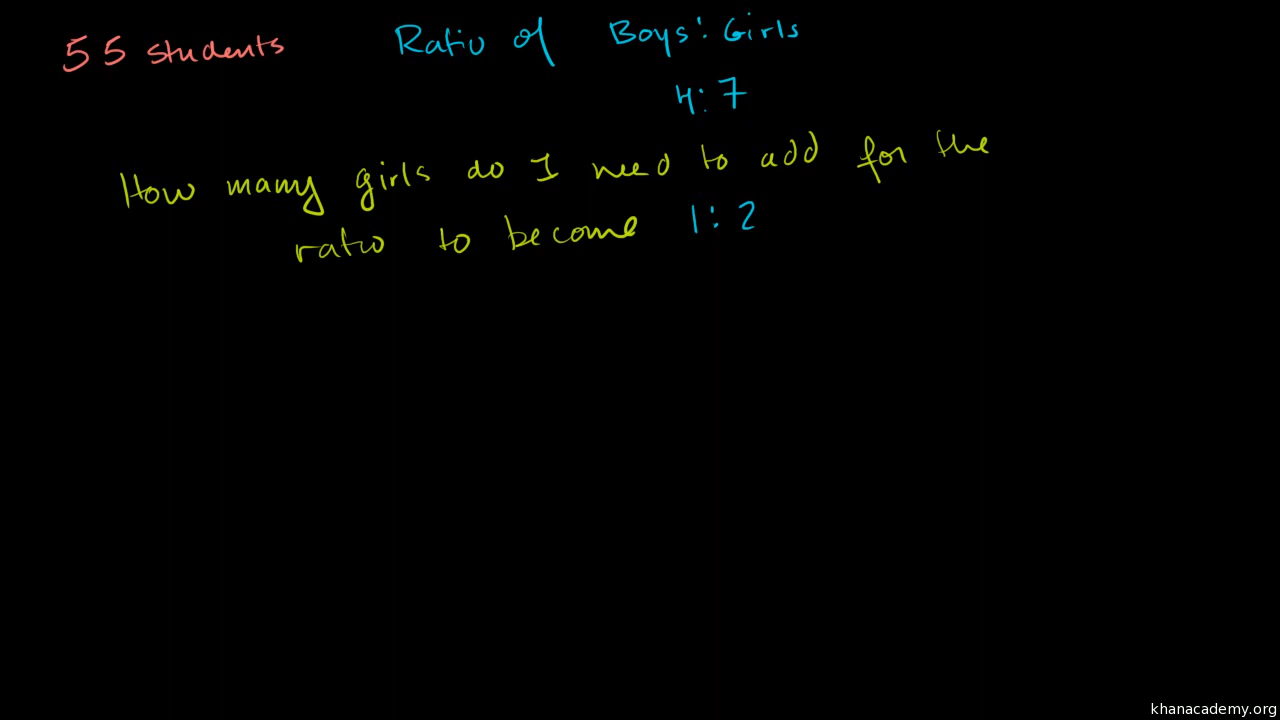 55 students Ratio of Boys: Girls
4:7
How many girls do I need to add for the
ratio to become 1:2
khanacademy.org